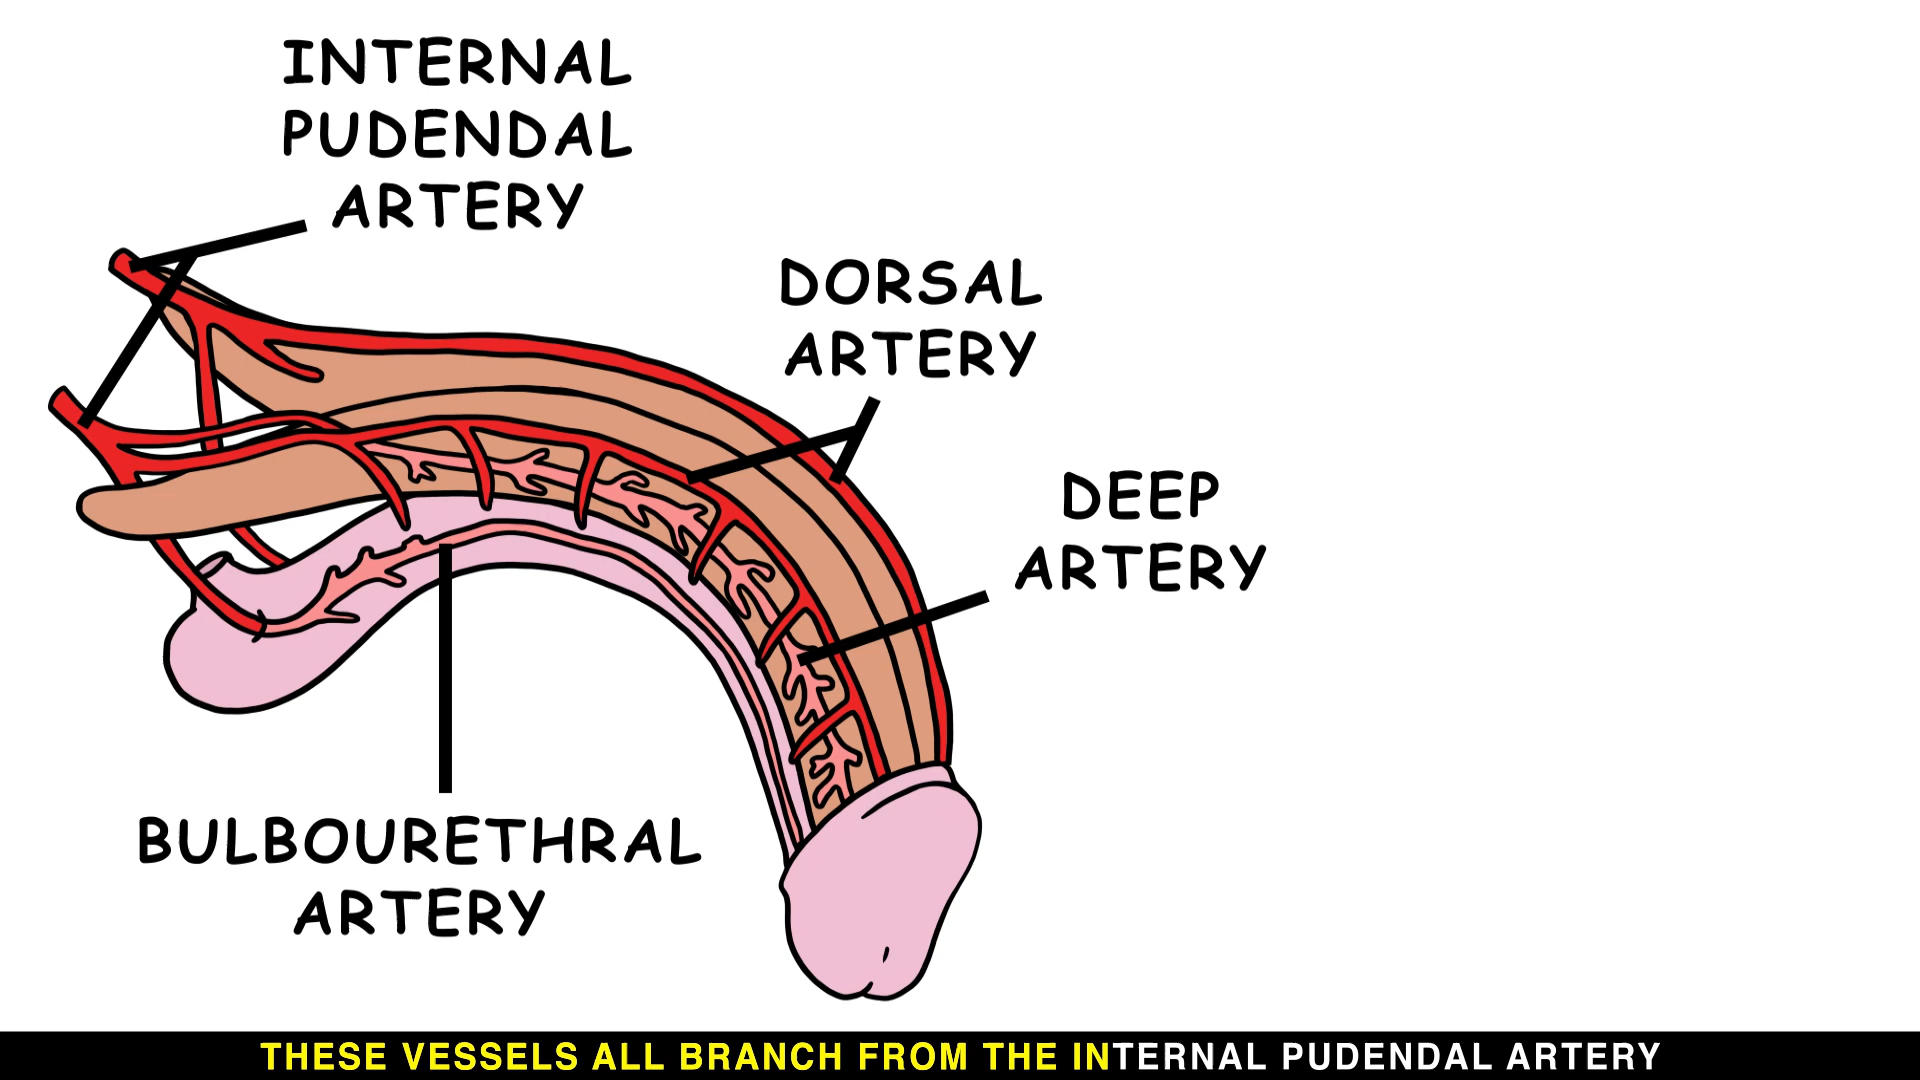 INTERNAL
PUDENDAL
ARTERY
DORSAL
ARTERY
DEEP
ARTERY
BULBOURETHRAL
ARTERY
THESE VESSELS ALL BRANCH FROM THE INTERNAL PUDENDAL ARTERY